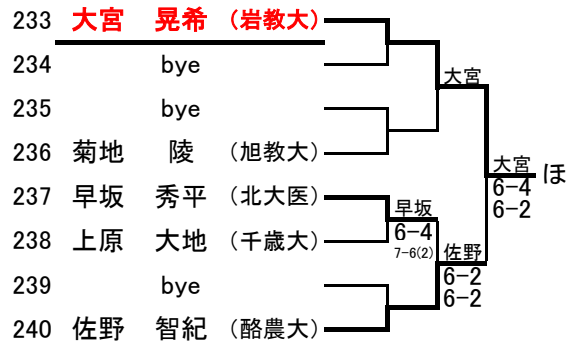 233 大宮 晃希 (岩教大)
234 bye
大宮
235 bye
236 菊地 陵 (旭教大)
大宮
6-4
6-2
ほ
237 早坂 秀平 (北大医)
早坂
6-4
7-6(2)
238 上原 大地 (千歳大)
佐野
6-2
6-2
239 bye
240 佐野 智紀 (酪農大)